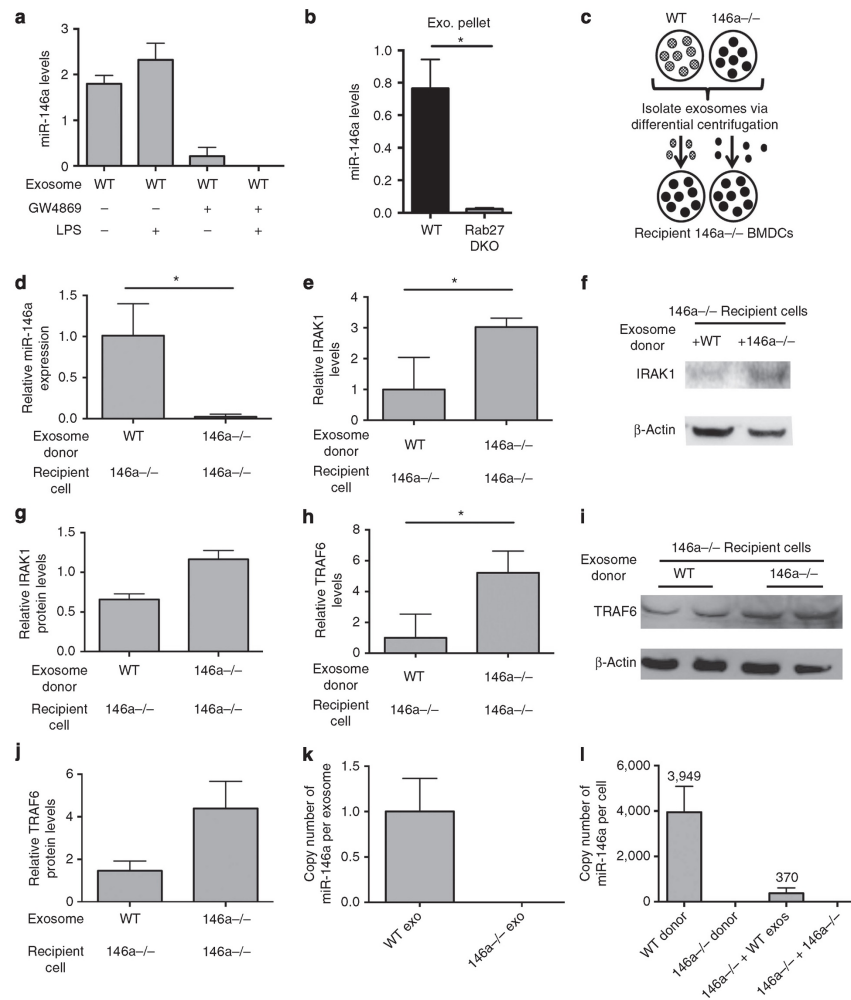 a
miR-146a levels
3
2
1
0
Exosome WT WT WT WT
GW4869 – – + +
LPS – + – +
b
Exo. pellet
*
miR-146a levels
1.0
0.8
0.6
0.4
0.2
0.0
WT Rab27 DKO
c
WT 146a–/–
Isolate exosomes via
differential centrifugation
Recipient 146a–/– BMDCs
d
*
Relative miR-146a
expression
1.5
1.0
0.5
0.0
Exosome
donor
WT 146a–/–
Recipient
cell
146a–/– 146a–/–
e
*
Relative IRAK1
levels
4
3
2
1
0
Exosome
donor
WT 146a–/–
Recipient
cell
146a–/– 146a–/–
f
146a–/– Recipient cells
Exosome
donor
+WT +146a–/–
IRAK1
β-Actin
g
Relative IRAK1
protein levels
1.5
1.0
0.5
0.0
Exosome
donor
WT 146a–/–
Recipient
cell
146a–/– 146a–/–
h
*
Relative TRAF6
levels
8
6
4
2
0
Exosome
donor
WT 146a–/–
Recipient
cell
146a–/– 146a–/–
i
146a–/– Recipient cells
Exosome
donor
WT 146a–/–
TRAF6
β-Actin
j
Relative TRAF6
protein levels
6
4
2
0
Exosome WT 146a–/–
Recipient
cell
146a–/– 146a–/–
k
Copy number of
miR-146a per exosome
1.5
1.0
0.5
0.0
WT exo
146a–/– exo
l
Copy number of
miR-146a per cell
6,000
4,000
2,000
0
3,949
370
WT donor
146a–/– donor
146a–/– + WT exos
146a–/– + 146a–/–